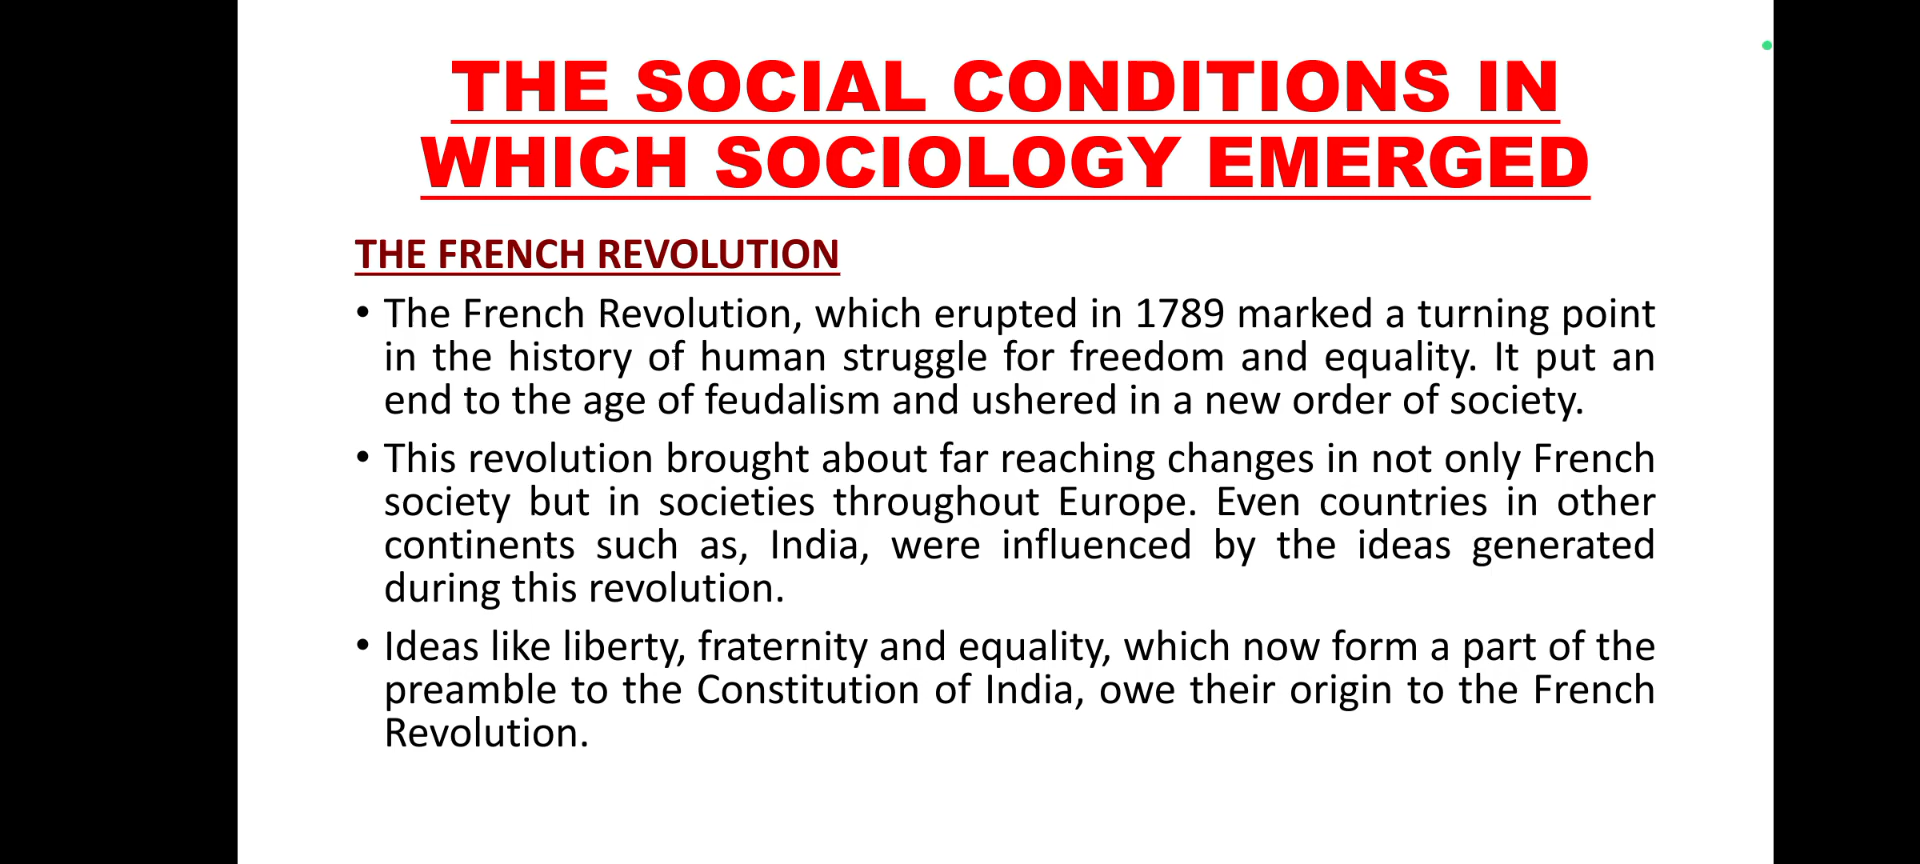 THE SOCIAL CONDITIONS IN
WHICH SOCIOLOGY EMERGED
THE FRENCH REVOLUTION
• The French Revolution, which erupted in 1789 marked a turning point
in the history of human struggle for freedom and equality. It put an
end to the age of feudalism and ushered in a new order of society.
• This revolution brought about far reaching changes in not only French
society but in societies throughout Europe. Even countries in other
continents such as, India, were influenced by the ideas generated
during this revolution.
• Ideas like liberty, fraternity and equality, which now form a part of the
preamble to the Constitution of India, owe their origin to the French
Revolution.